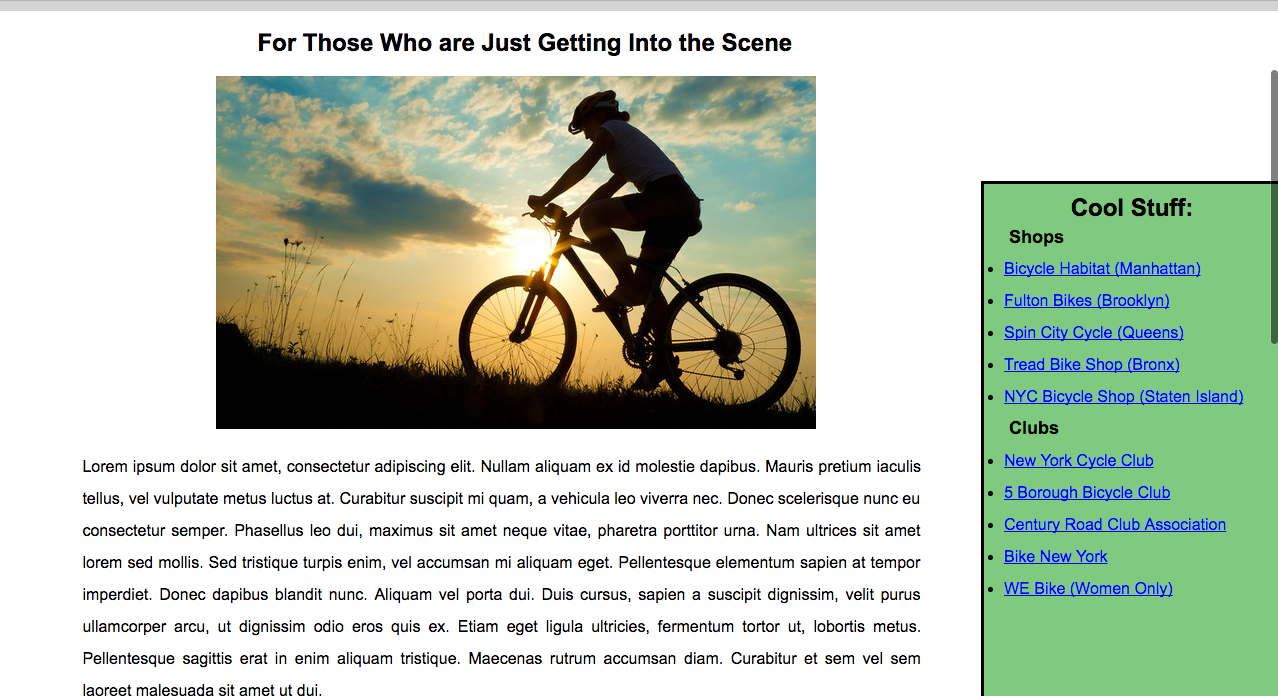 For Those Who are Just Getting Into the Scene
Lorem ipsum dolor sit amet, consectetur adipiscing elit. Nullam aliquam ex id molestie dapibus. Mauris pretium iaculis
tellus, vel vulputate metus luctus at. Curabitur suscipit mi quam, a vehicula leo viverra nec. Donec scelerisque nunc eu
consectetur semper. Phasellus leo dui, maximus sit amet neque vitae, pharetra porttitor urna. Nam ultrices sit amet
lorem sed mollis. Sed tristique turpis enim, vel accumsan mi aliquam eget. Pellentesque elementum sapien at tempor
imperdiet. Donec dapibus blandit nunc. Aliquam vel porta dui. Duis cursus, sapien a suscipit dignissim, velit purus
ullamcorper arcu, ut dignissim odio eros quis ex. Etiam eget ligula ultricies, fermentum tortor ut, lobortis metus.
Pellentesque sagittis erat in enim aliquam tristique. Maecenas rutrum accumsan diam. Curabitur et sem vel sem
laoreet malesuada sit amet ut dui.
Cool Stuff:
Shops
Bicycle Habitat (Manhattan)
Fulton Bikes (Brooklyn)
Spin City Cycle (Queens)
Tread Bike Shop (Bronx)
NYC Bicycle Shop (Staten Island)
Clubs
New York Cycle Club
5 Borough Bicycle Club
Century Road Club Association
Bike New York
WE Bike (Women Only)